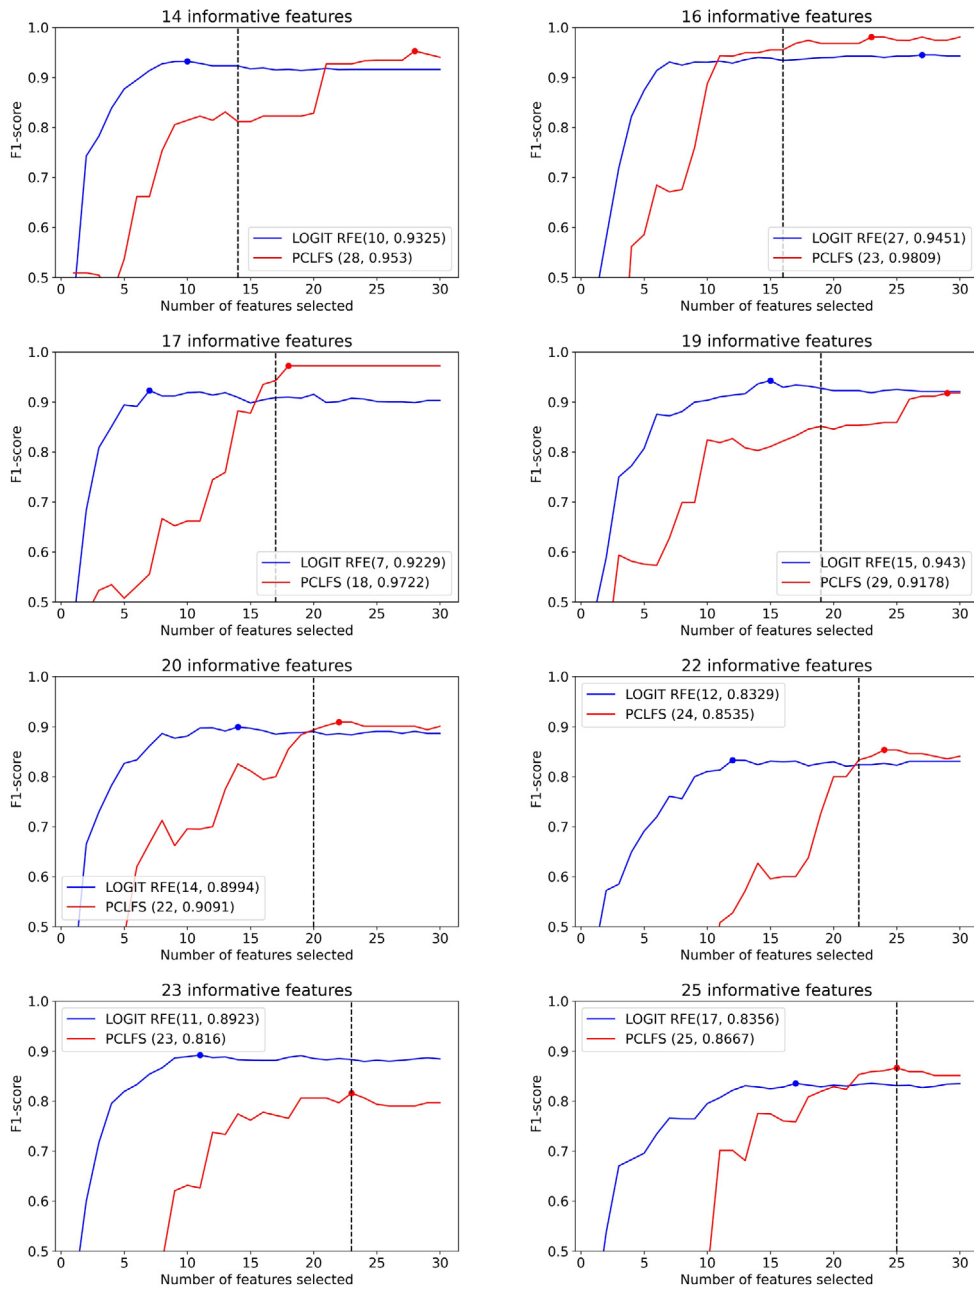 14 informative features
1.0
0.9
0.8
0.7
0.6
0.5
F1-score
LOGIT RFE(10, 0.9325)
PCLFS (28, 0.953)
0 5 10 15 20 25 30
Number of features selected
16 informative features
1.0
0.9
0.8
0.7
0.6
0.5
F1-score
LOGIT RFE(27, 0.9451)
PCLFS (23, 0.9809)
0 5 10 15 20 25 30
Number of features selected
17 informative features
1.0
0.9
0.8
0.7
0.6
0.5
F1-score
LOGIT RFE(7, 0.9229)
PCLFS (18, 0.9722)
0 5 10 15 20 25 30
Number of features selected
19 informative features
1.0
0.9
0.8
0.7
0.6
0.5
F1-score
LOGIT RFE(15, 0.943)
PCLFS (29, 0.9178)
0 5 10 15 20 25 30
Number of features selected
20 informative features
1.0
0.9
0.8
0.7
0.6
0.5
F1-score
LOGIT RFE(14, 0.8994)
PCLFS (22, 0.9091)
0 5 10 15 20 25 30
Number of features selected
22 informative features
1.0
0.9
0.8
0.7
0.6
0.5
F1-score
LOGIT RFE(12, 0.8329)
PCLFS (24, 0.8535)
0 5 10 15 20 25 30
Number of features selected
23 informative features
1.0
0.9
0.8
0.7
0.6
0.5
F1-score
LOGIT RFE(11, 0.8923)
PCLFS (23, 0.816)
0 5 10 15 20 25 30
Number of features selected
25 informative features
1.0
0.9
0.8
0.7
0.6
0.5
F1-score
LOGIT RFE(17, 0.8356)
PCLFS (25, 0.8667)
0 5 10 15 20 25 30
Number of features selected